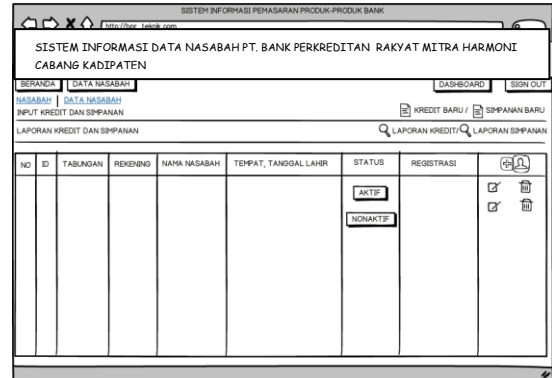 SISTEM INFORMASI PEMASARAN PRODUK-PRODUK BANK
http://bpr_teknik.com
SISTEM INFORMASI DATA NASABAH PT. BANK PERKREDITAN RAKYAT MITRA HARMONI
CABANG KADIPATEN
BERANDA DATA NASABAH DASHBOARD SIGN OUT
NASABAH | DATA NASABAH
INPUT KREDIT DAN SIMPANAN KREDIT BARU / SIMPANAN BARU
LAPORAN KREDIT DAN SIMPANAN LAPORAN KREDIT/ LAPORAN SIMPANAN
NO ID TABUNGAN REKENING NAMA NASABAH TEMPAT, TANGGAL LAHIR STATUS REGISTRASI
AKTIF
NONAKTIF